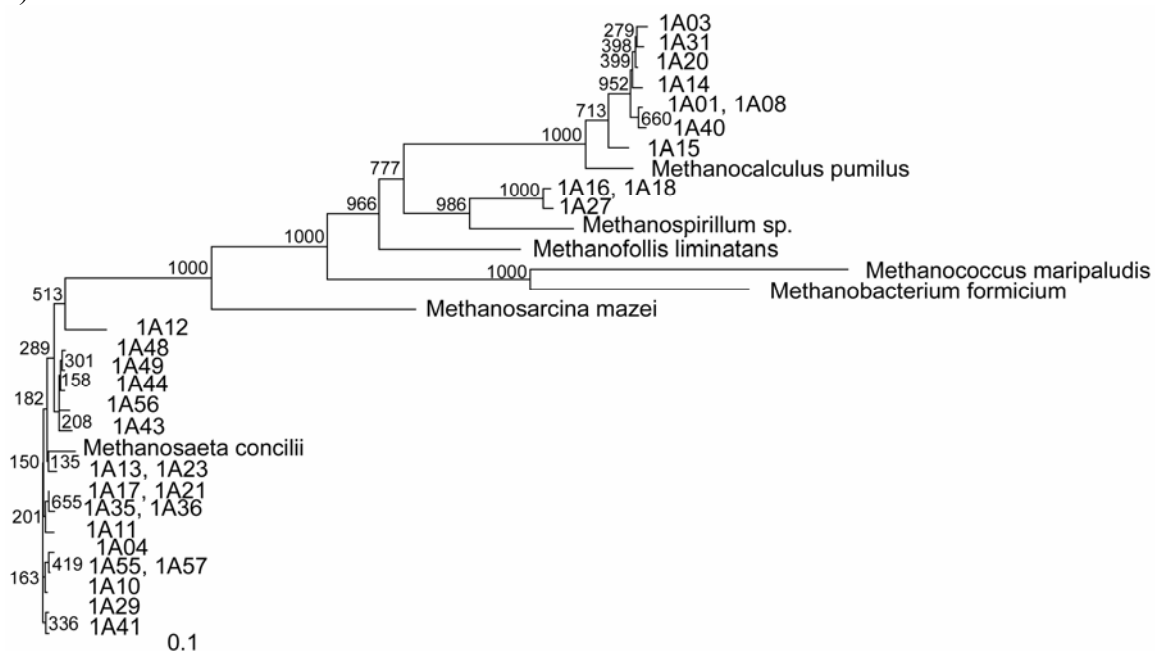 )
1A03
279
1A31
398
1A20
399
952
1A14
1A01, 1A08
713
660
1A40
1000
1A15
777
Methanocalculus pumilus
1000
1A16, 1A18
966
986
1A27
Methanospirillum sp.
1000
Methanofollis liminatans
1000
1000
Methanococcus maripaludis
513
Methanobacterium formicium
Methanosarcina mazei
1A12
289
1A48
301
1A49
158
1A44
182
1A56
208
1A43
Methanosaeta concilii
150
135
1A13, 1A23
1A17, 1A21
655
1A35, 1A36
201
1A11
1A04
419
1A55, 1A57
163
1A10
1A29
336
1A41
0.1